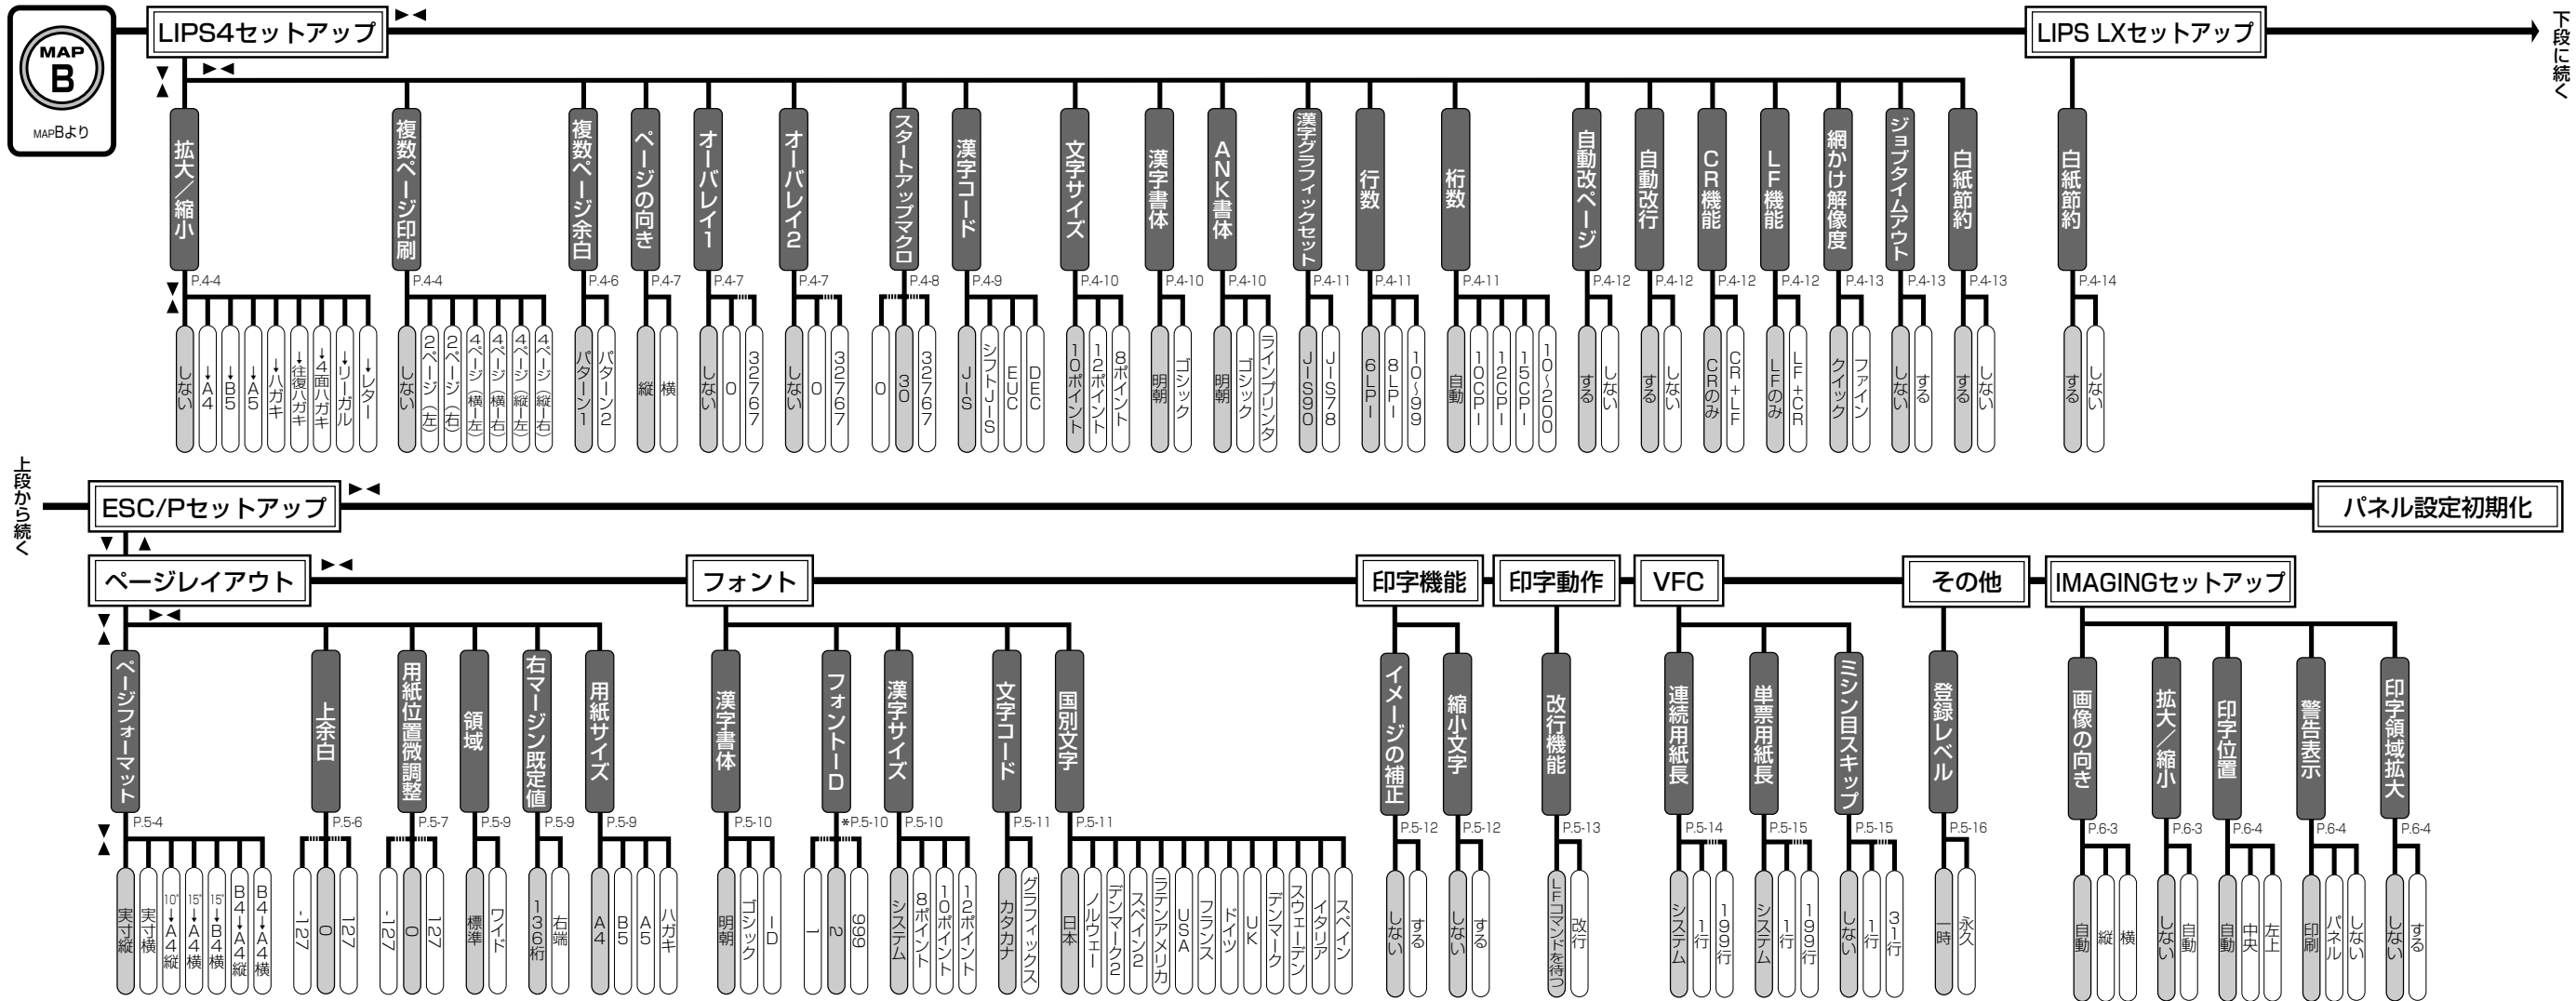 MAP
B
MAPBより
LIPS4セットアップ
LIPS LXセットアップ
下段に続く
拡大／縮小
P.4-4
しない
→A4
→B5
→A5
→ハガキ
→往復ハガキ
→4面ハガキ
→リーガル
→レター
複数ページ印刷
P.4-4
しない
2ページ（左）
2ページ（右）
4ページ（横－左）
4ページ（横－右）
4ページ（縦－左）
4ページ（縦－右）
複数ページ余白
P.4-6
パターン1
パターン2
ページの向き
P.4-7
縦
横
オーバレイ1
P.4-7
しない
0
32767
オーバレイ2
P.4-7
しない
0
32767
スタートアップマクロ
P.4-8
0
30
32767
漢字コード
P.4-9
JIS
シフトJIS
EUC
DEC
文字サイズ
P.4-10
10ポイント
12ポイント
8ポイント
漢字書体
P.4-10
明朝
ゴシック
ANK書体
P.4-10
明朝
ゴシック
ラインプリンタ
漢字グラフィックセット
P.4-11
JIS90
JIS78
行数
P.4-11
6LPI
8LPI
10～99
桁数
P.4-11
自動
10CPI
12CPI
15CPI
10～200
自動改ページ
P.4-12
する
しない
自動改行
P.4-12
する
しない
CR機能
P.4-12
CRのみ
CR+LF
LF機能
P.4-12
LFのみ
LF+CR
網かけ解像度
P.4-13
クイック
ファイン
ジョブタイムアウト
P.4-13
しない
する
白紙節約
P.4-13
する
しない
白紙節約
P.4-14
する
しない
上段から続く
ESC/Pセットアップ
パネル設定初期化
ページレイアウト
フォント
印字機能
印字動作
VFC
その他
IMAGINGセットアップ
ページフォーマット
P.5-4
実寸縦
実寸横
10"→A4縦
15"→A4横
15"→B4横
B4→A4縦
B4→A4横
上余白
P.5-6
-127
0
127
用紙位置微調整
P.5-7
-127
0
127
領域
P.5-9
標準
ワイド
右マージン既定値
P.5-9
136桁
右端
用紙サイズ
P.5-9
A4
B5
A5
ハガキ
漢字書体
P.5-10
明朝
ゴシック
ID
フォントID
*P.5-10
1
2
999
漢字サイズ
P.5-10
システム
8ポイント
10ポイント
12ポイント
文字コード
P.5-11
カタカナ
グラフィックス
国別文字
P.5-11
日本
ノルウェー
デンマーク2
スペイン2
ラテンアメリカ
USA
フランス
ドイツ
UK
デンマーク
スウェーデン
イタリア
スペイン
イメージの補正
P.5-12
しない
する
縮小文字
P.5-12
しない
する
改行機能
P.5-13
LFコマンドを待つ
改行
連続用紙長
P.5-14
システム
1行
199行
単票用紙長
P.5-15
システム
1行
199行
ミシン目スキップ
P.5-15
しない
1行
31行
登録レベル
P.5-16
一時
永久
画像の向き
P.6-3
自動
縦
横
拡大／縮小
P.6-3
しない
自動
印字位置
P.6-4
自動
中央
左上
警告表示
P.6-4
印刷
パネル
しない
印字領域拡大
P.6-4
しない
する